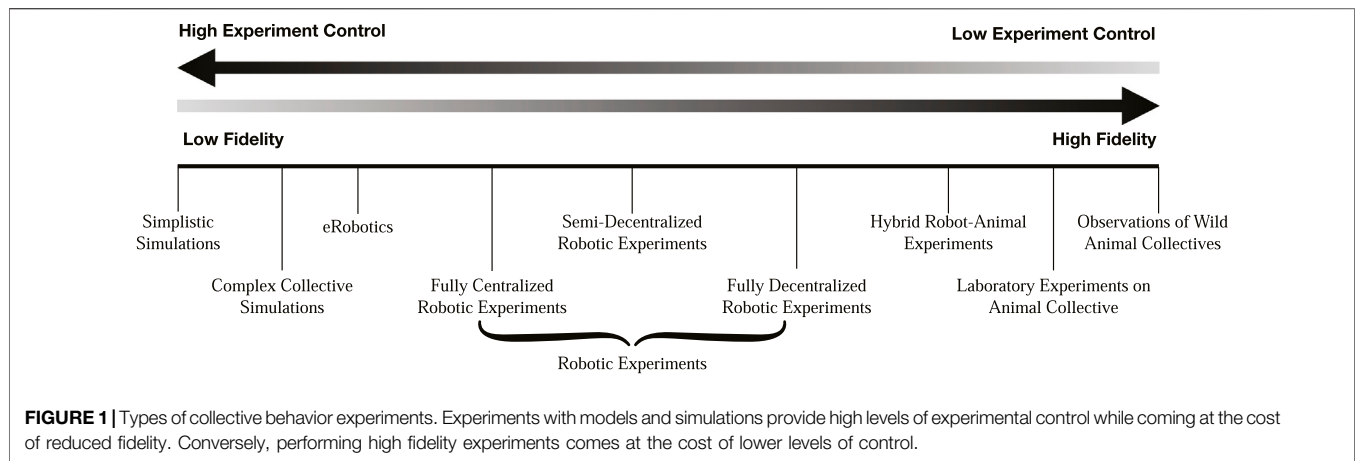 High Experiment Control
Low Experiment Control
Low Fidelity
High Fidelity
Simplistic
Simulations
Complex Collective
Simulations
eRobotics
Fully Centralized
Robotic Experiments
Semi-Decentralized
Robotic Experiments
Fully Decentralized
Robotic Experiments
Robotic Experiments
Hybrid Robot-Animal
Experiments
Laboratory Experiments on
Animal Collective
Observations of Wild
Animal Collectives
FIGURE 1 | Types of collective behavior experiments. Experiments with models and simulations provide high levels of experimental control while coming at the cost
of reduced fidelity. Conversely, performing high fidelity experiments comes at the cost of lower levels of control.